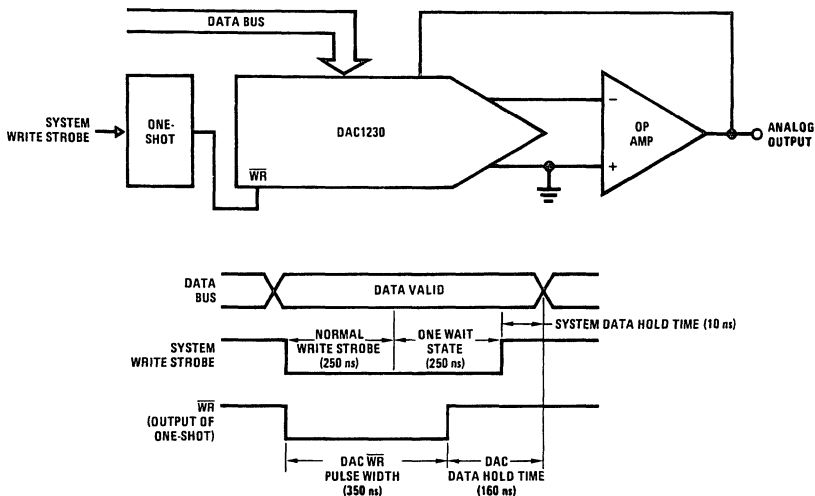 DATA BUS
SYSTEM
WRITE STROBE
ONE-
SHOT
DAC1230
WR
−
+
OP
AMP
ANALOG
OUTPUT
DATA
BUS
DATA VALID
SYSTEM DATA HOLD TIME (10 ns)
SYSTEM
WRITE STROBE
NORMAL
WRITE STROBE
(250 ns)
ONE WAIT
STATE
(250 ns)
WR
(OUTPUT OF
ONE-SHOT)
DAC WR
PULSE WIDTH
(350 ns)
DAC
DATA HOLD TIME
(160 ns)